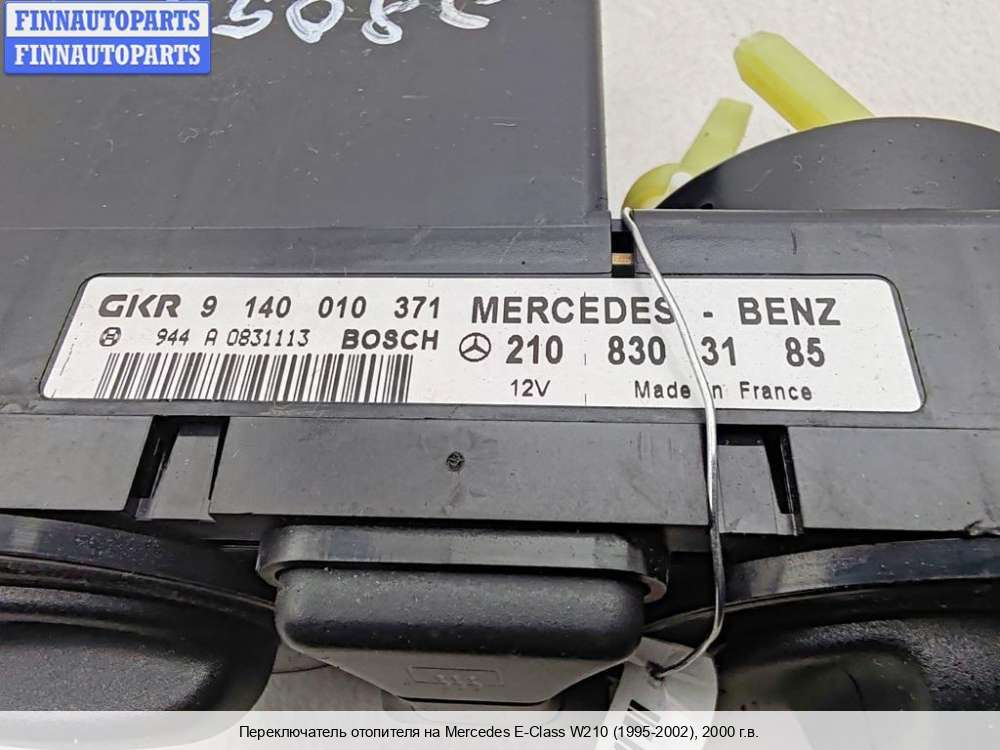 FINNAUTOPARTS
FINNAUTOPARTS
GKR 9 140 010 371 MERCEDES - BENZ
944 A 0831113 BOSCH 210 830 31 85
12V Made in France
Переключатель отопителя на Mercedes E-Class W210 (1995-2002), 2000 г.в.